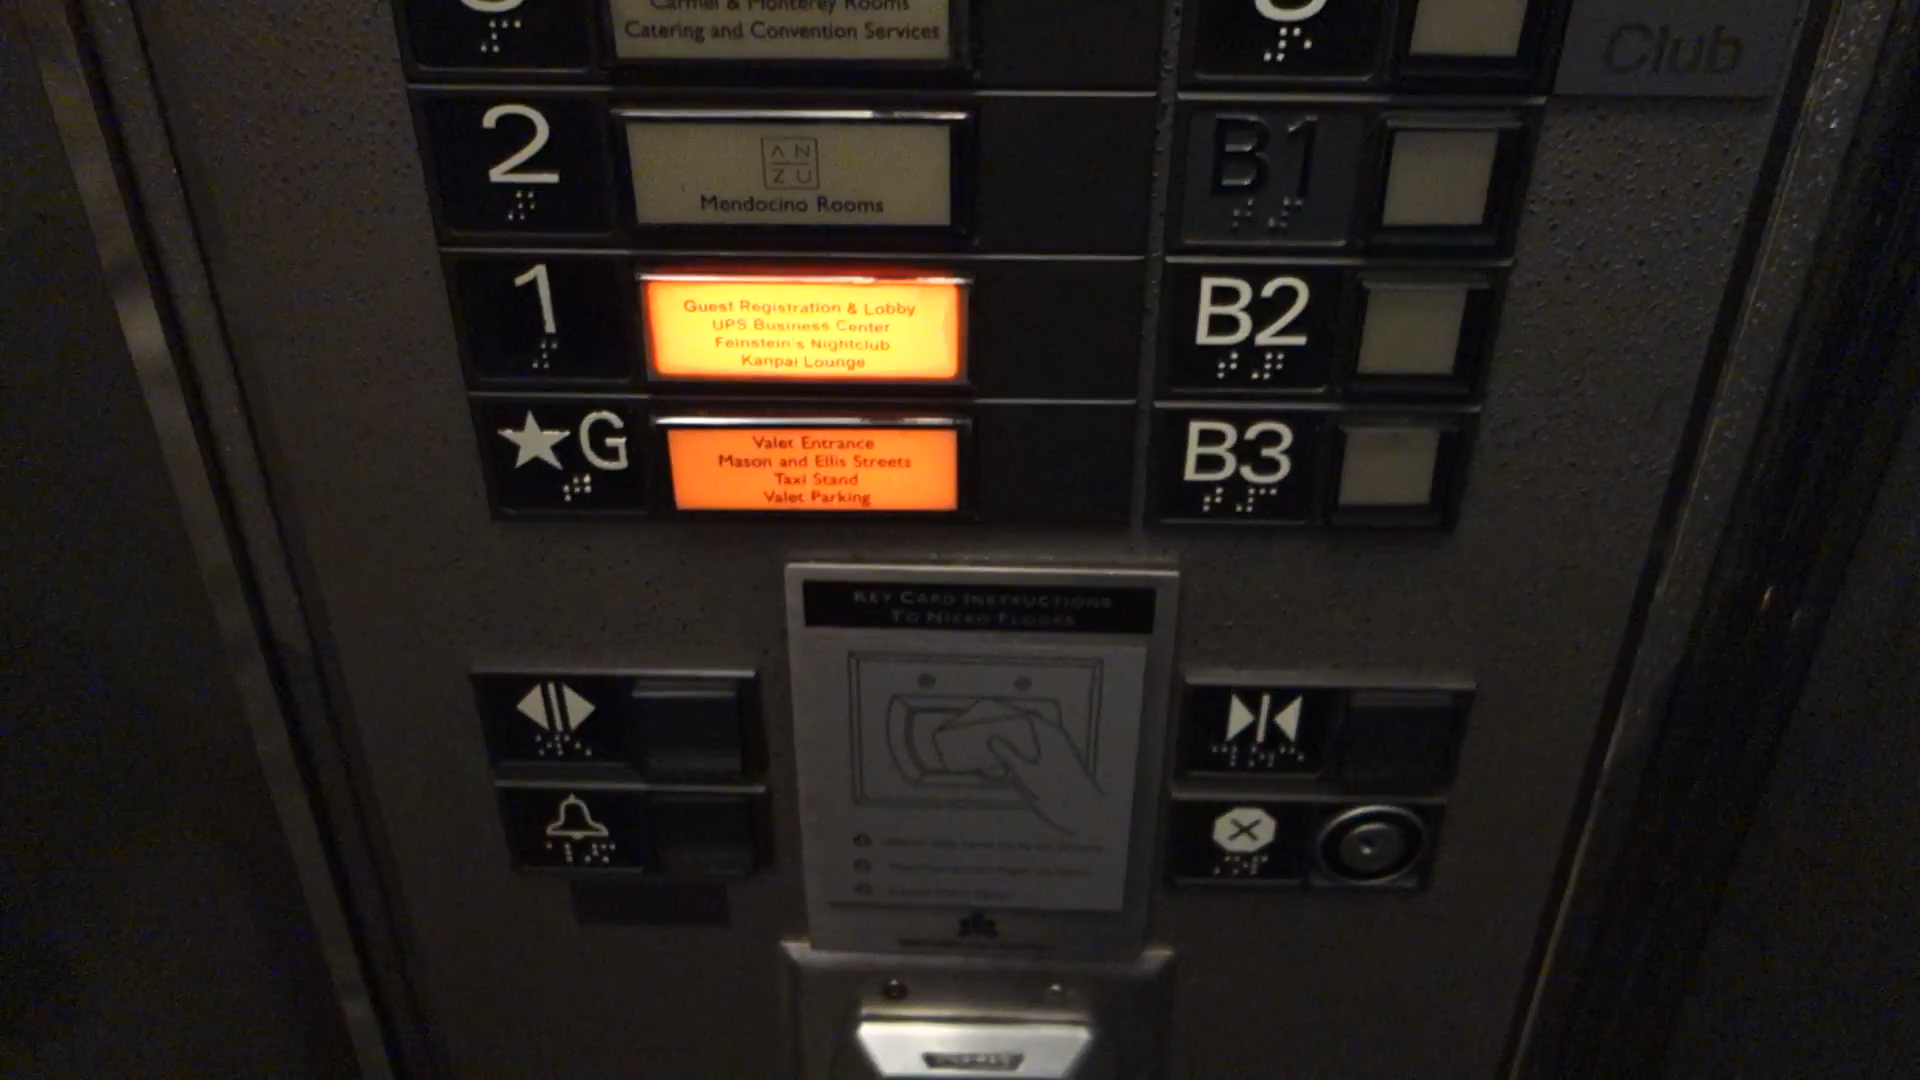 Carmel & Monterey Rooms
Catering and Convention Services
2
AN
ZU
Mendocino Rooms
1
Guest Registration & Lobby
UPS Business Center
Feinstein's Nightclub
Kanpai Lounge
★G
Valet Entrance
Mason and Ellis Streets
Taxi Stand
Valet Parking
Club
B1
B2
B3
KEY CARD INSTRUCTIONS
TO NIKKO FLOORS